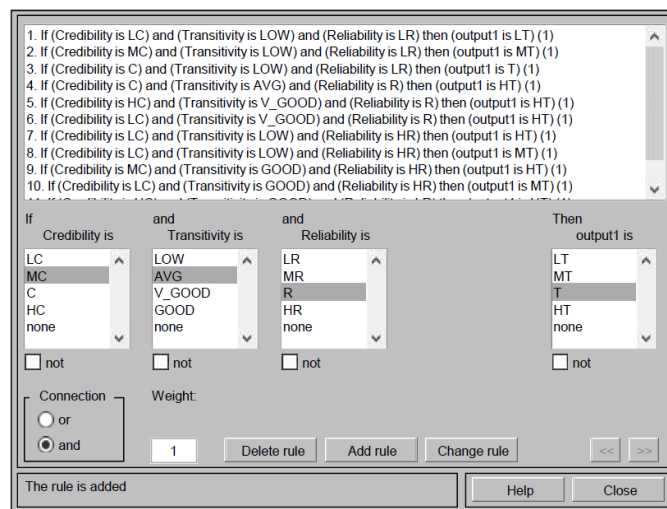 1. If (Credibility is LC) and (Transitivity is LOW) and (Reliability is LR) then (output1 is LT) (1)
2. If (Credibility is MC) and (Transitivity is LOW) and (Reliability is LR) then (output1 is MT) (1)
3. If (Credibility is C) and (Transitivity is LOW) and (Reliability is LR) then (output1 is T) (1)
4. If (Credibility is C) and (Transitivity is AVG) and (Reliability is R) then (output1 is HT) (1)
5. If (Credibility is HC) and (Transitivity is V_GOOD) and (Reliability is R) then (output1 is HT) (1)
6. If (Credibility is LC) and (Transitivity is V_GOOD) and (Reliability is R) then (output1 is HT) (1)
7. If (Credibility is LC) and (Transitivity is LOW) and (Reliability is HR) then (output1 is HT) (1)
8. If (Credibility is LC) and (Transitivity is LOW) and (Reliability is HR) then (output1 is MT) (1)
9. If (Credibility is MC) and (Transitivity is GOOD) and (Reliability is HR) then (output1 is HT) (1)
10. If (Credibility is LC) and (Transitivity is GOOD) and (Reliability is HR) then (output1 is MT) (1)
If and and Then
Credibility is Transitivity is Reliability is output1 is
LC LOW LR LT
MC AVG MR MT
C V_GOOD R T
HC GOOD HR HT
none none none
not not not not
Connection Weight:
or
and 1 Delete rule Add rule Change rule << >>
The rule is added Help Close